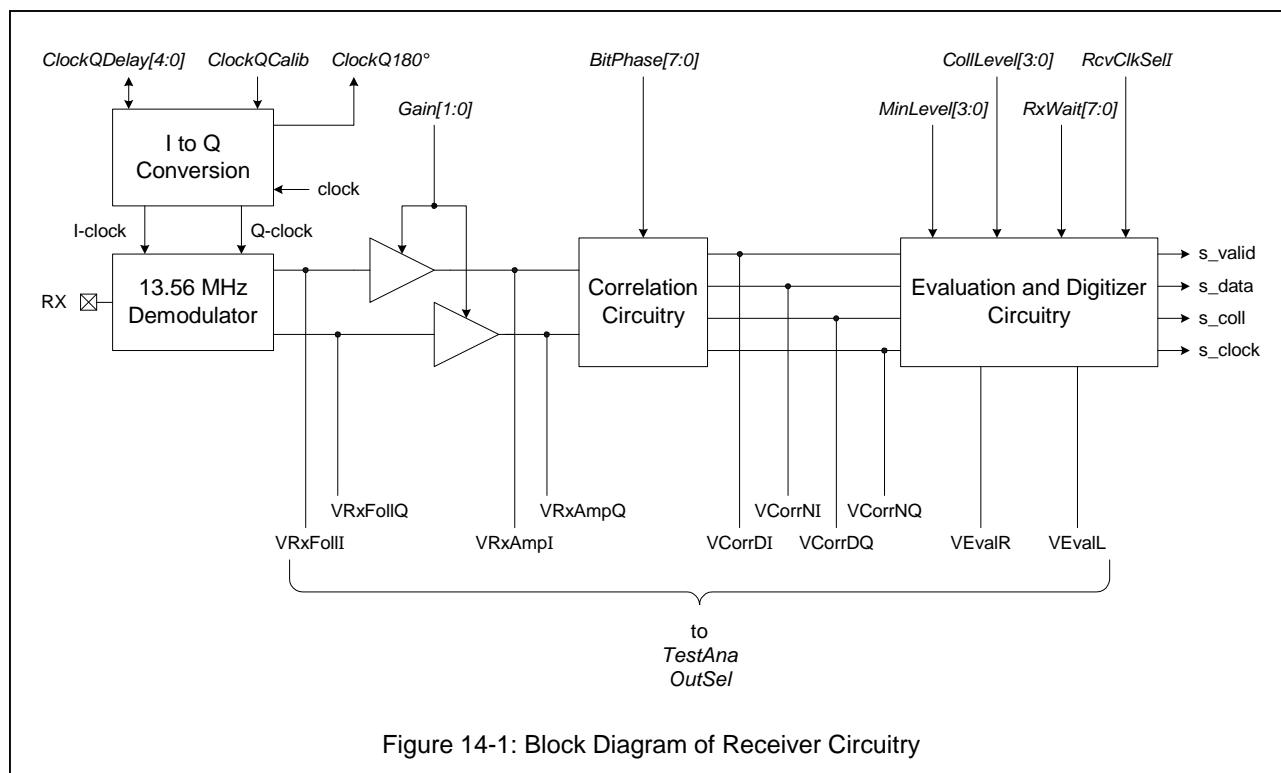 ClockQDelay[4:0] ClockQCalib ClockQ180° BitPhase[7:0] CollLevel[3:0] RcvClkSelI
Gain[1:0] MinLevel[3:0] RxWait[7:0]
I to Q
Conversion
clock
I-clock Q-clock
RX
13.56 MHz
Demodulator
Correlation
Circuitry
Evaluation and Digitizer
Circuitry
s_valid
s_data
s_coll
s_clock
VRxFollQ VRxAmpQ VCorrNI VCorrNQ
VRxFollI VRxAmpI VCorrDI VCorrDQ VEvalR VEvalL
to
TestAna
OutSel
Figure 14-1: Block Diagram of Receiver Circuitry